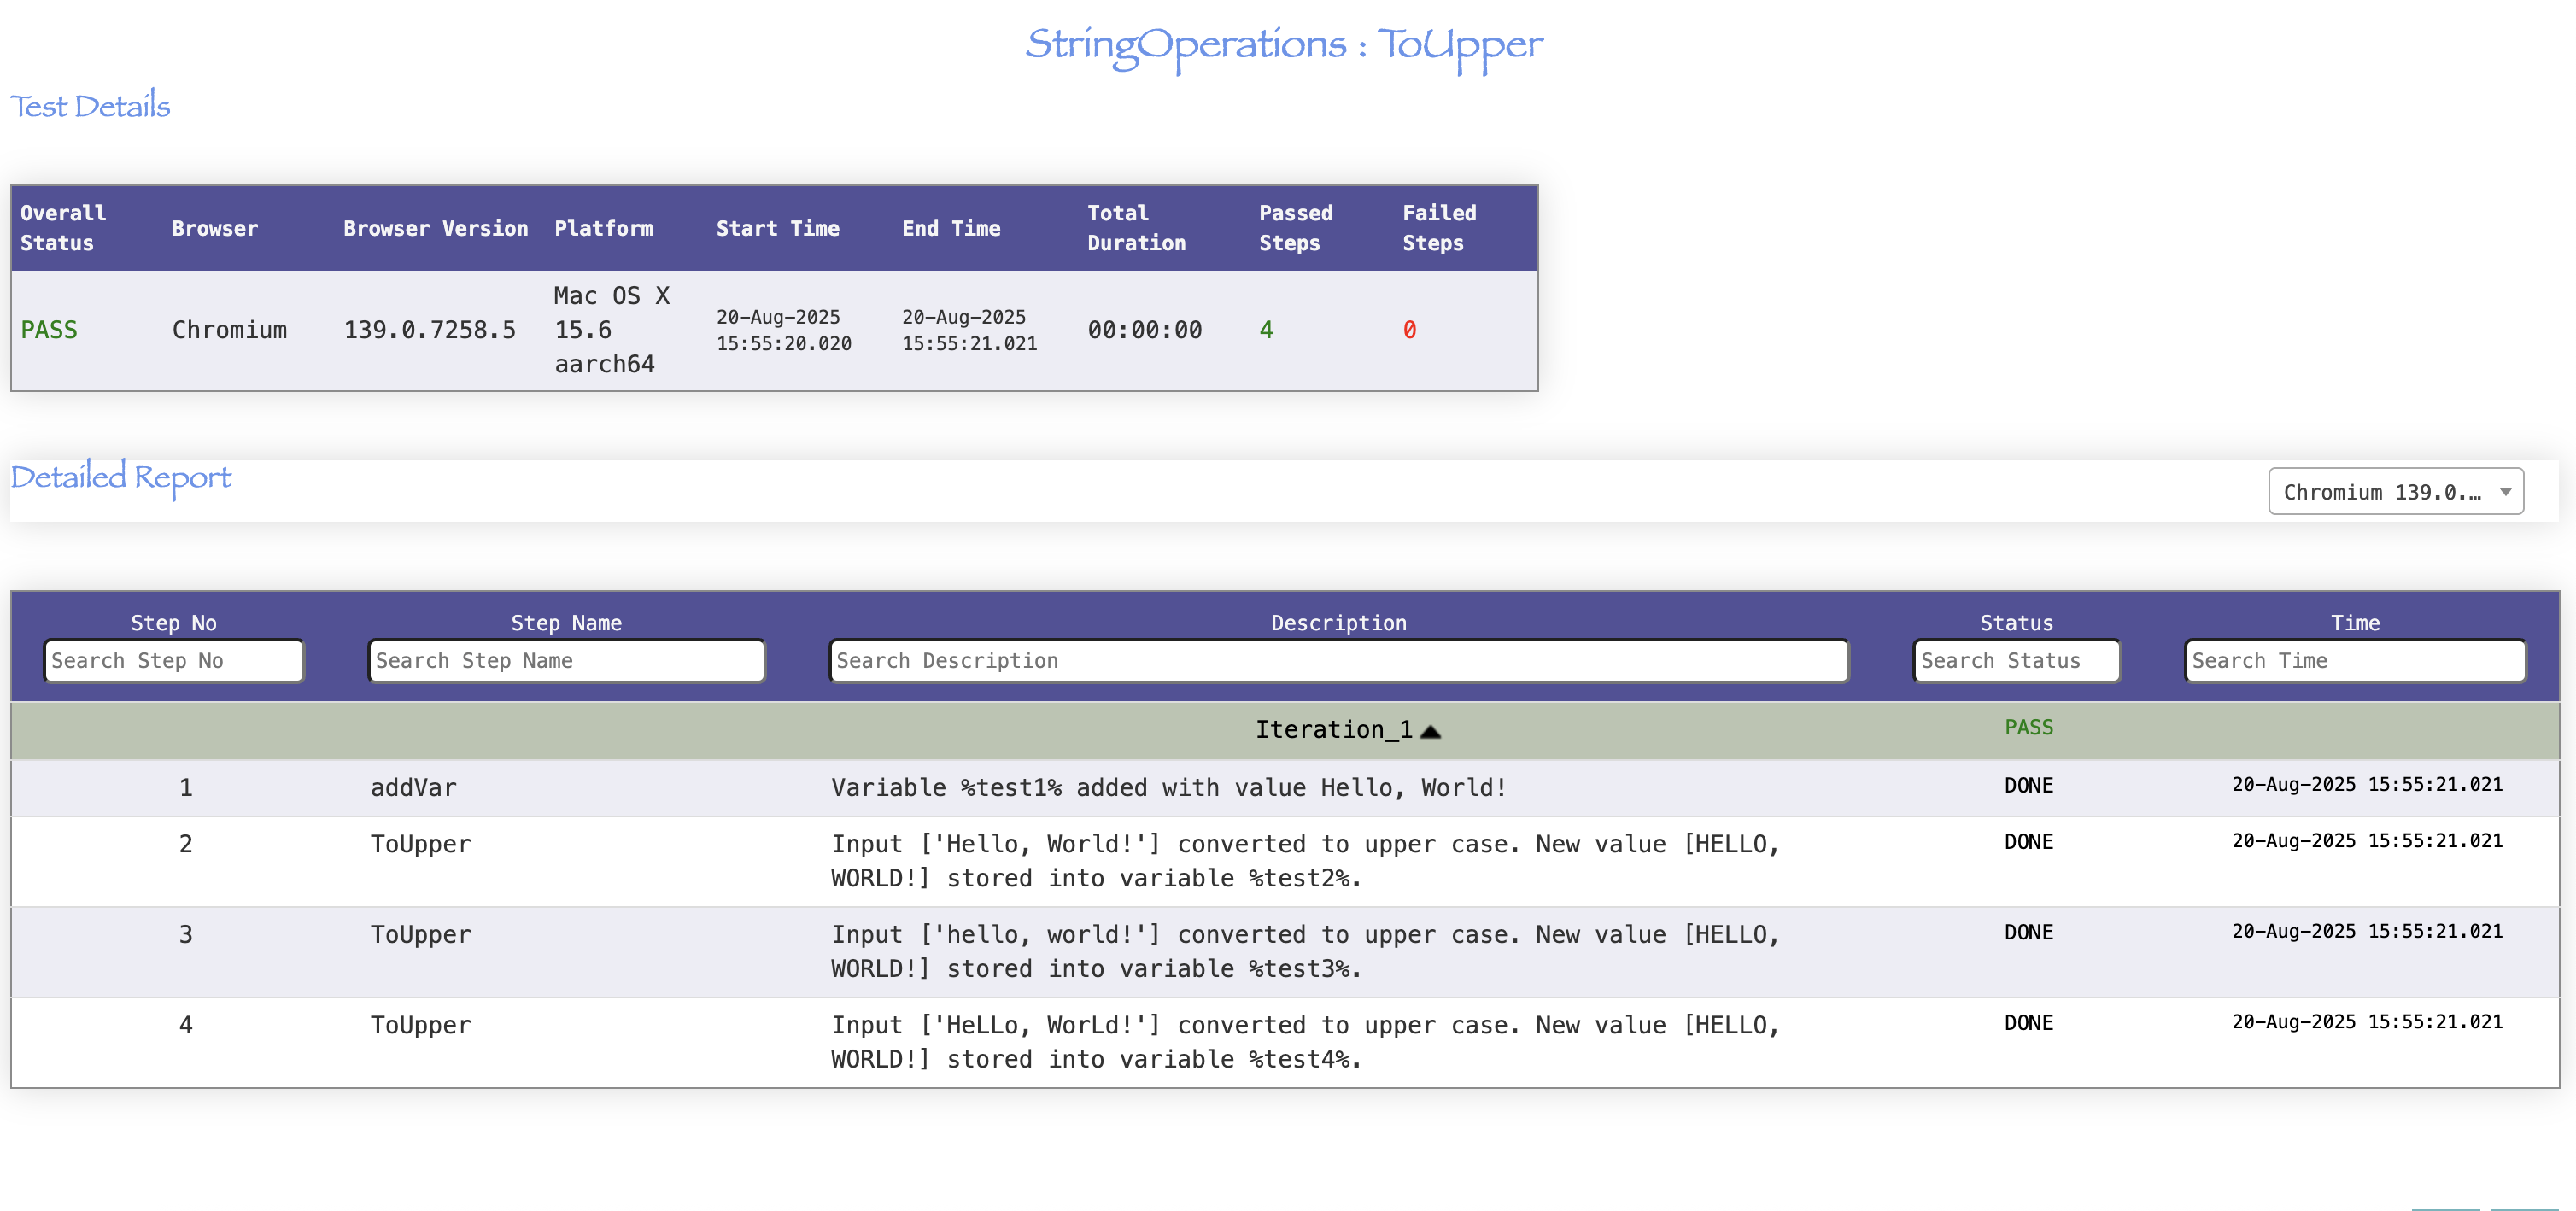 StringOperations : ToUpper
Test Details
Overall Status Browser Browser Version Platform Start Time End Time Total Duration Passed Steps Failed Steps
PASS Chromium 139.0.7258.5 Mac OS X 15.6 aarch64 20-Aug-2025 15:55:20.020 20-Aug-2025 15:55:21.021 00:00:00 4 0
Detailed Report
Chromium 139.0....
Step No Step Name Description Status Time
Search Step No Search Step Name Search Description Search Status Search Time
Iteration_1 PASS
1 addVar Variable %test1% added with value Hello, World! DONE 20-Aug-2025 15:55:21.021
2 ToUpper Input ['Hello, World!'] converted to upper case. New value [HELLO, DONE 20-Aug-2025 15:55:21.021
WORLD!] stored into variable %test2%.
3 ToUpper Input ['hello, world!'] converted to upper case. New value [HELLO, DONE 20-Aug-2025 15:55:21.021
WORLD!] stored into variable %test3%.
4 ToUpper Input ['HeLLo, WorLd!'] converted to upper case. New value [HELLO, DONE 20-Aug-2025 15:55:21.021
WORLD!] stored into variable %test4%.